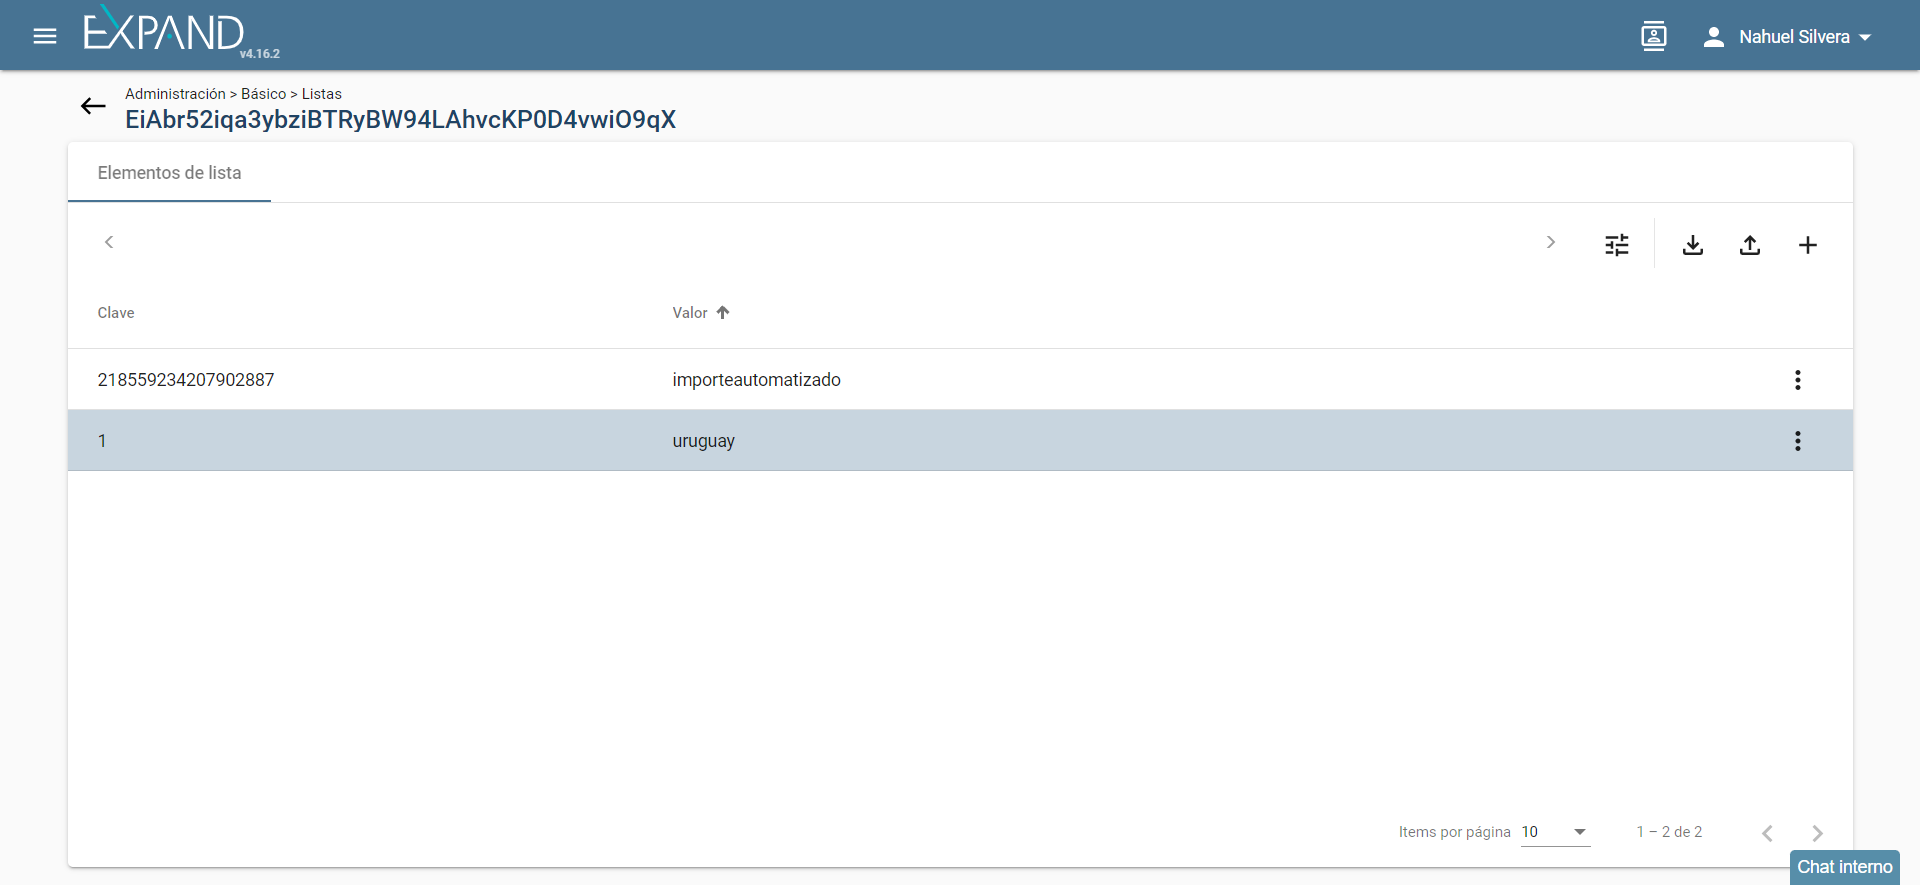 EXPAND
v4.16.2
Nahuel Silvera
Administración > Básico > Listas
EiAbr52iqa3ybziBTRyBW94LAhvcKP0D4vwiO9qX
Elementos de lista
Clave Valor
218559234207902887 importeautomatizado
1 uruguay
Items por página 10 1 – 2 de 2
Chat interno